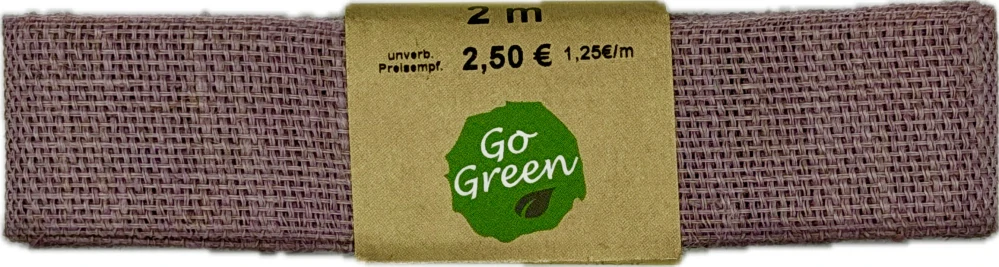 2 m
unverb.
Preisempf. 2,50 € 1,25€/m
Go
Green